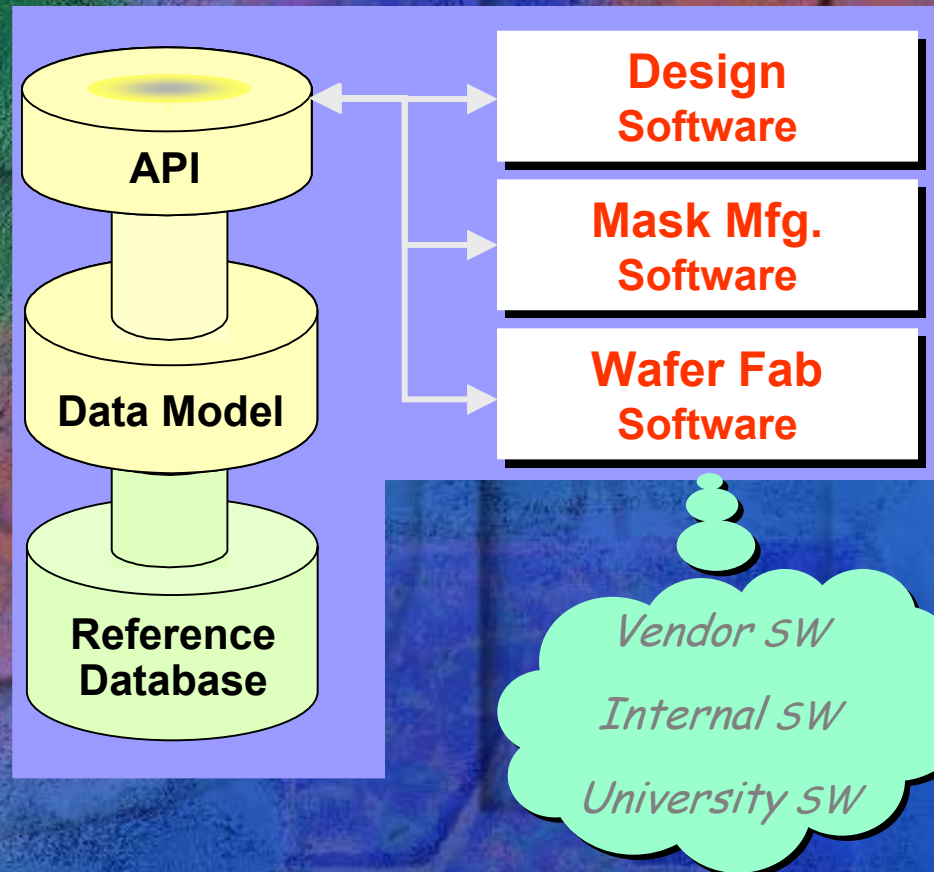 API
Data Model
Reference
Database
Design
Software
Mask Mfg.
Software
Wafer Fab
Software
Vendor SW
Internal SW
University SW